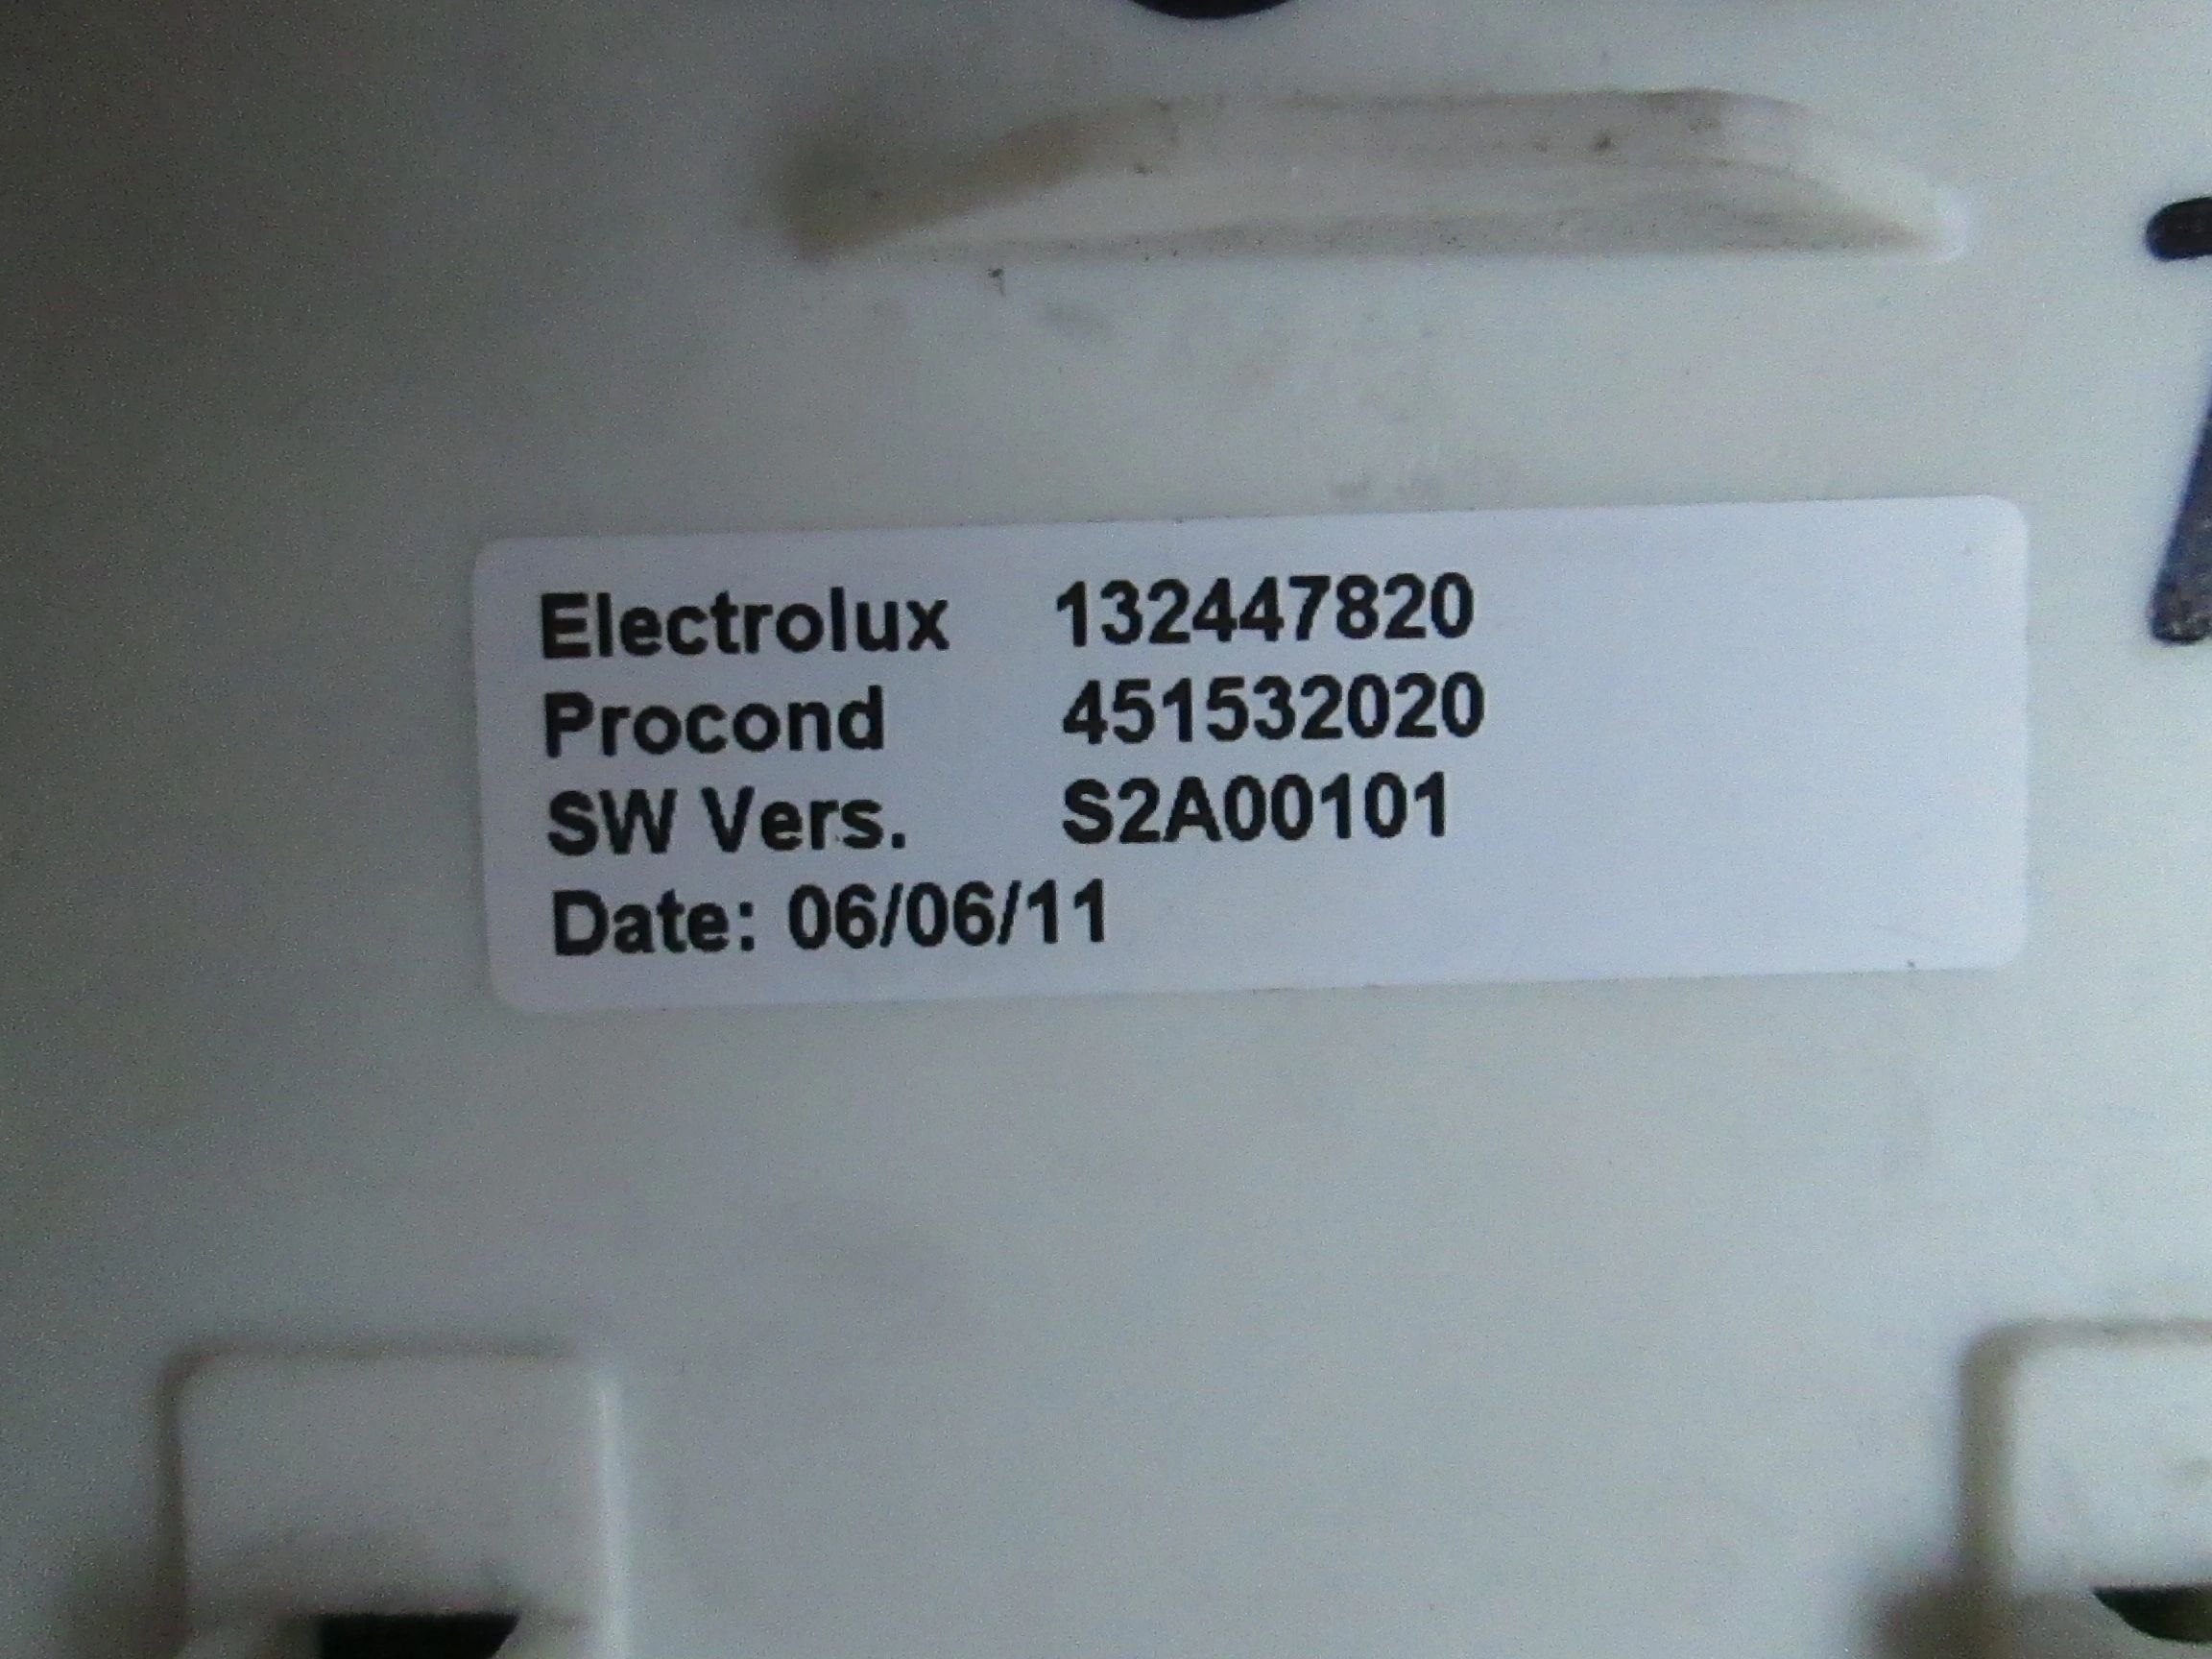 Electrolux 132447820
Procond 451532020
SW Vers. S2A00101
Date: 06/06/11